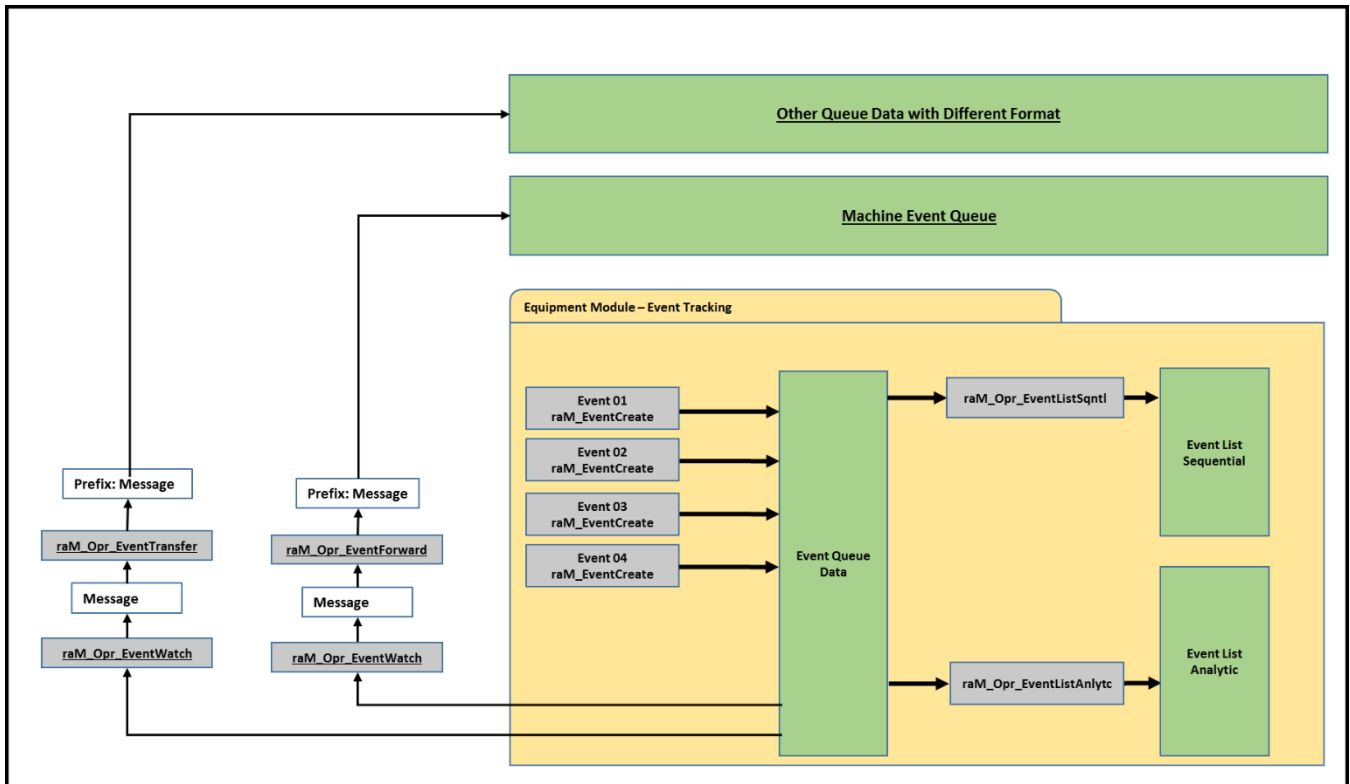 Other Queue Data with Different Format
Machine Event Queue
Equipment Module – Event Tracking
Event 01
raM_EventCreate
Event 02
raM_EventCreate
Event 03
raM_EventCreate
Event 04
raM_EventCreate
Event Queue
Data
raM_Opr_EventListSqntl
Event List
Sequential
raM_Opr_EventListAnlytc
Event List
Analytic
Prefix: Message
raM_Opr_EventTransfer
Message
raM_Opr_EventWatch
Prefix: Message
raM_Opr_EventForward
Message
raM_Opr_EventWatch